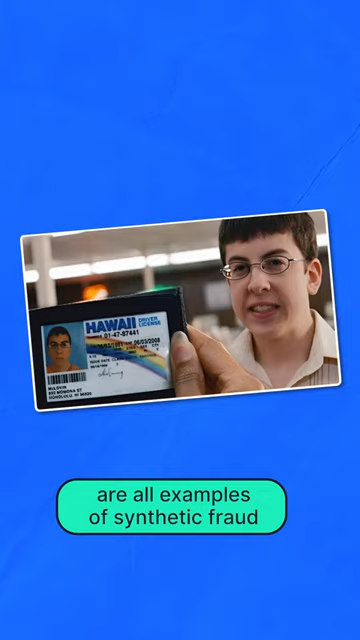 HAWAII DRIVER
LICENSE
NUMBER 01-47-87441
06/03/2008
McLOVIN
892 MOMONA ST
HONOLULU, HI 96820
are all examples
of synthetic fraud